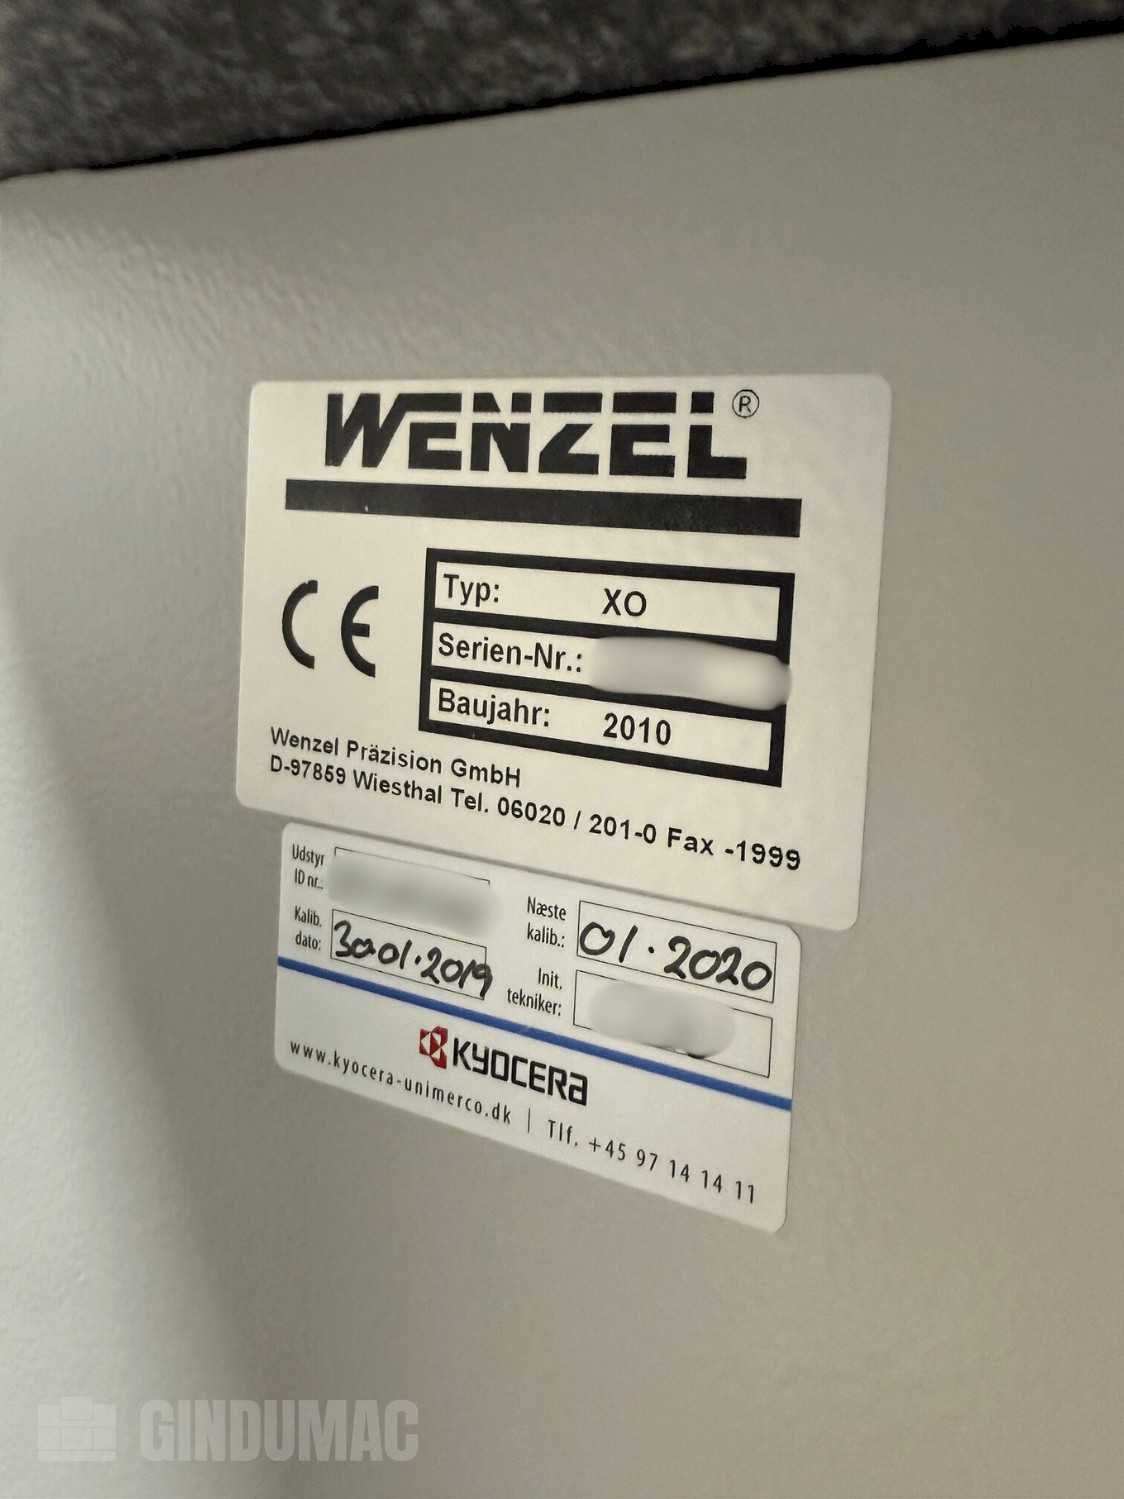 WENZEL®
CE
Typ: XO
Serien-Nr.:
Baujahr: 2010
Wenzel Präzision GmbH
D-97859 Wiesthal Tel. 06020 / 201-0 Fax -1999
Udstyr
ID nr.:
Kalib.
dato: 30.01.2019
Næste
kalib.: 01.2020
Init.
tekniker:
KYOCERA
www.kyocera-unimerco.dk | Tlf. +45 97 14 14 11
GINDUMAC